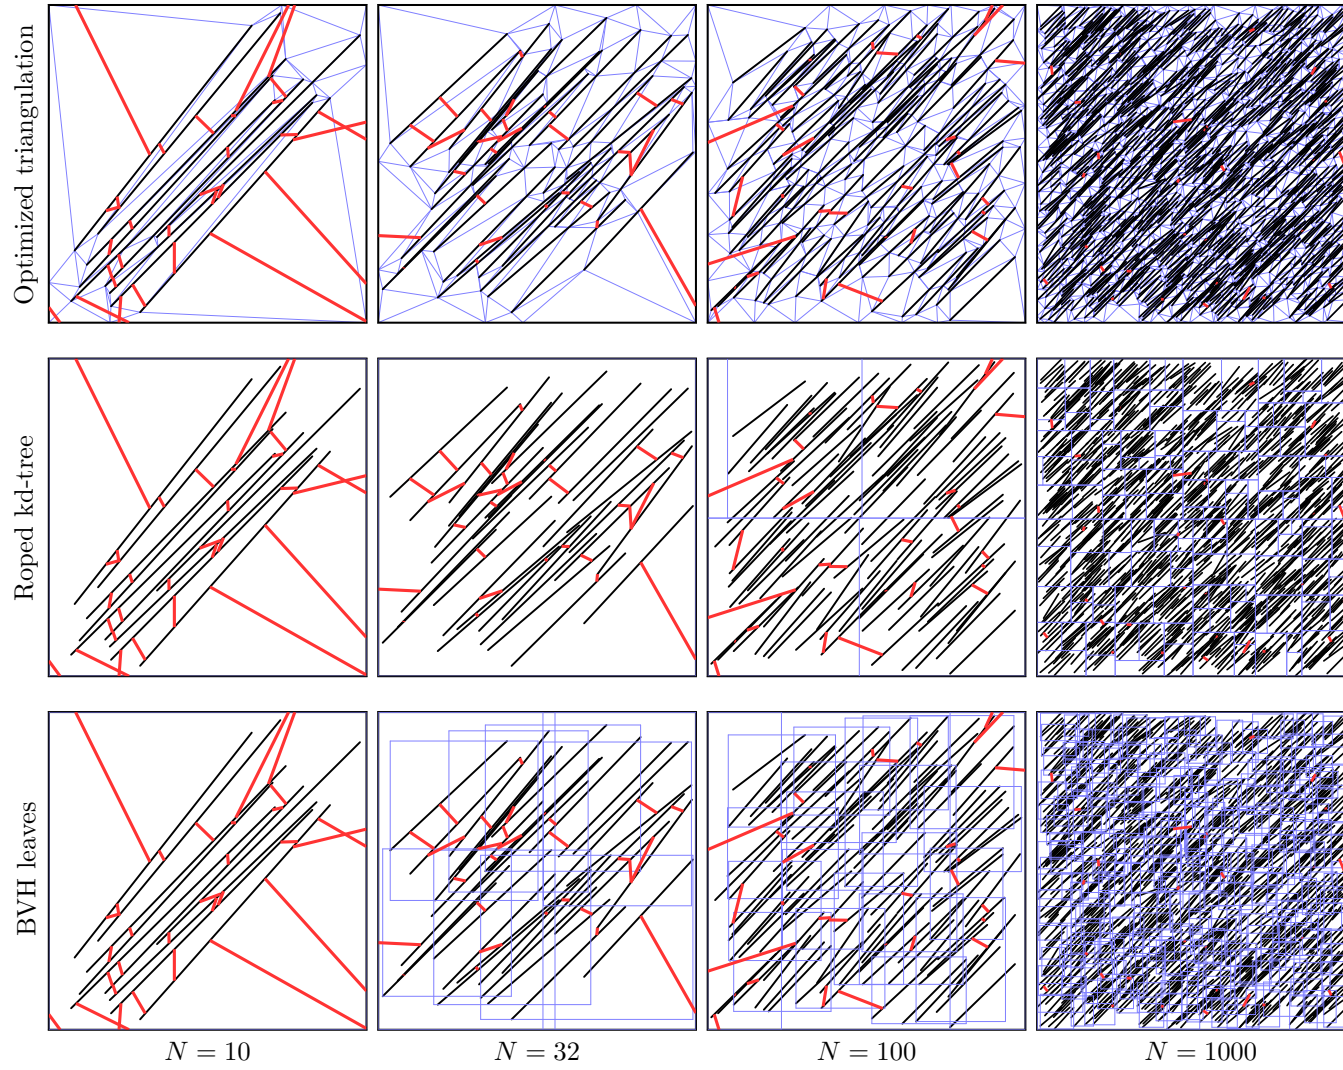 Optimized triangulation
Roped kd-tree
BVH leaves
N = 10
N = 32
N = 100
N = 1000